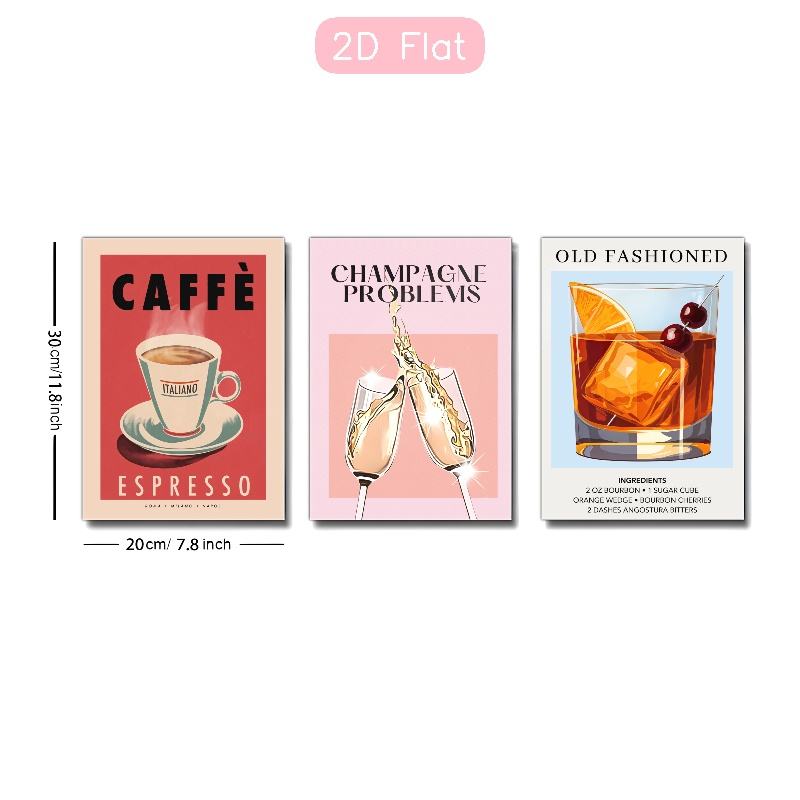 2D Flat
CAFFÈ
ITALIANO
ESPRESSO
CHAMPAGNE
PROBLEMS
OLD FASHIONED
INGREDIENTS
2 OZ BOURBON • 1 SUGAR CUBE
ORANGE WEDGE • BOURBON CHERRIES
2 DASHES ANGOSTURA BITTERS
30cm/11.8inch
20cm/ 7.8 inch